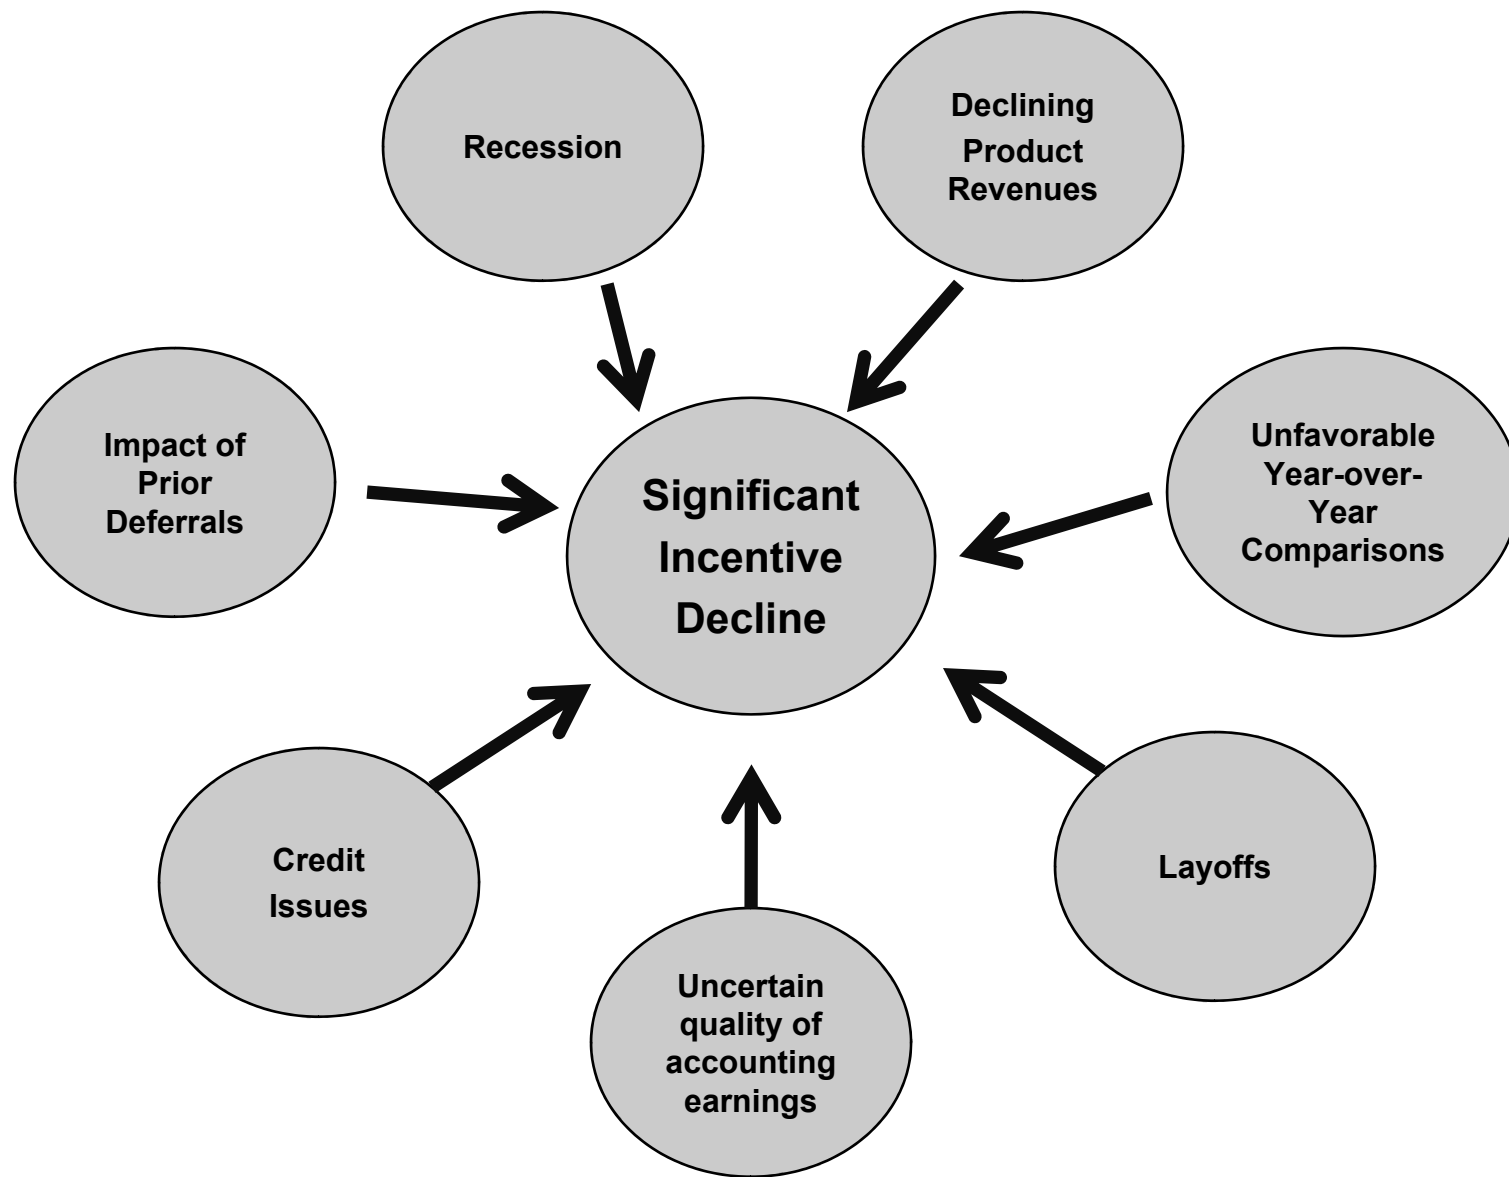 Recession
Declining
Product
Revenues
Impact of
Prior
Deferrals
Significant
Incentive
Decline
Unfavorable
Year-over-
Year
Comparisons
Credit
Issues
Uncertain
quality of
accounting
earnings
Layoffs